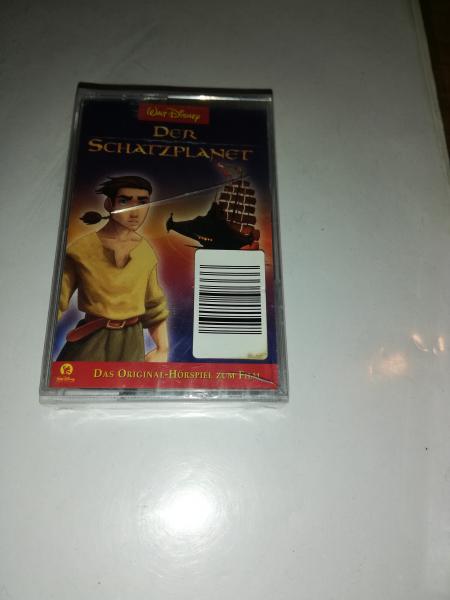 WALT DISNEY
DER
SCHATZPLANET
DAS ORIGINAL-HÖRSPIEL ZUM FILM